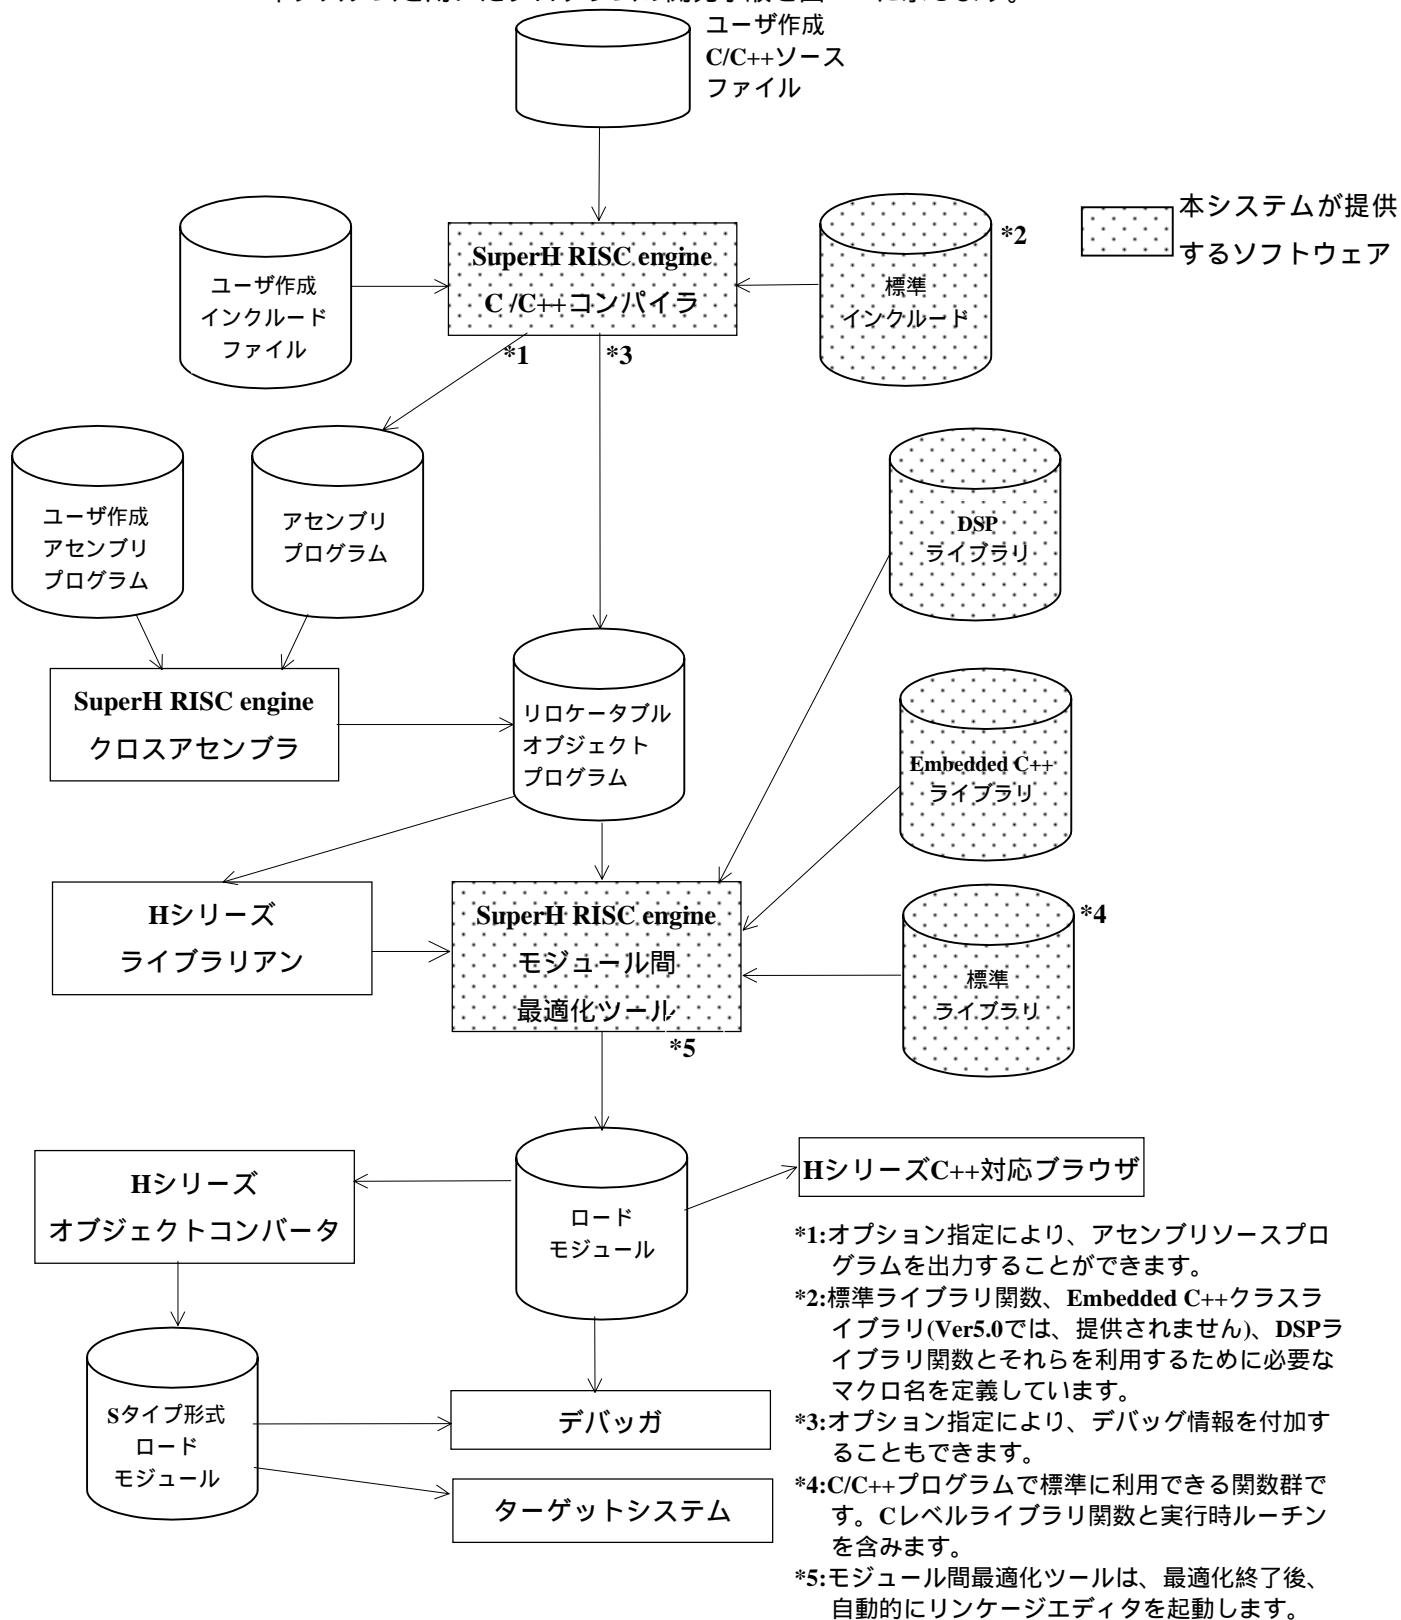 ユーザ作成
C/C++ソース
ファイル
本システムが提供
するソフトウェア
SuperH RISC engine
C /C++コンパイラ
*2
ユーザ作成
インクルード
ファイル
標準
インクルード
*1
*3
ユーザ作成
アセンブリ
プログラム
アセンブリ
プログラム
DSP
ライブラリ
SuperH RISC engine
クロスアセンブラ
リロケータブル
オブジェクト
プログラム
Embedded C++
ライブラリ
Hシリーズ
ライブラリアン
SuperH RISC engine
モジュール間
最適化ツール
*4
標準
ライブラリ
*5
Hシリーズ
オブジェクトコンバータ
ロード
モジュール
HシリーズC++対応ブラウザ
Sタイプ形式
ロード
モジュール
デバッガ
ターゲットシステム
*1:オプション指定により、アセンブリソースプロ
グラムを出力することができます。
*2:標準ライブラリ関数、Embedded C++クラスラ
イブラリ(Ver5.0では、提供されません)、DSPラ
イブラリ関数とそれらを利用するために必要な
マクロ名を定義しています。
*3:オプション指定により、デバッグ情報を付加す
ることもできます。
*4:C/C++プログラムで標準に利用できる関数群で
す。Cレベルライブラリ関数と実行時ルーチン
を含みます。
*5:モジュール間最適化ツールは、最適化終了後、
自動的にリンケージエディタを起動します。